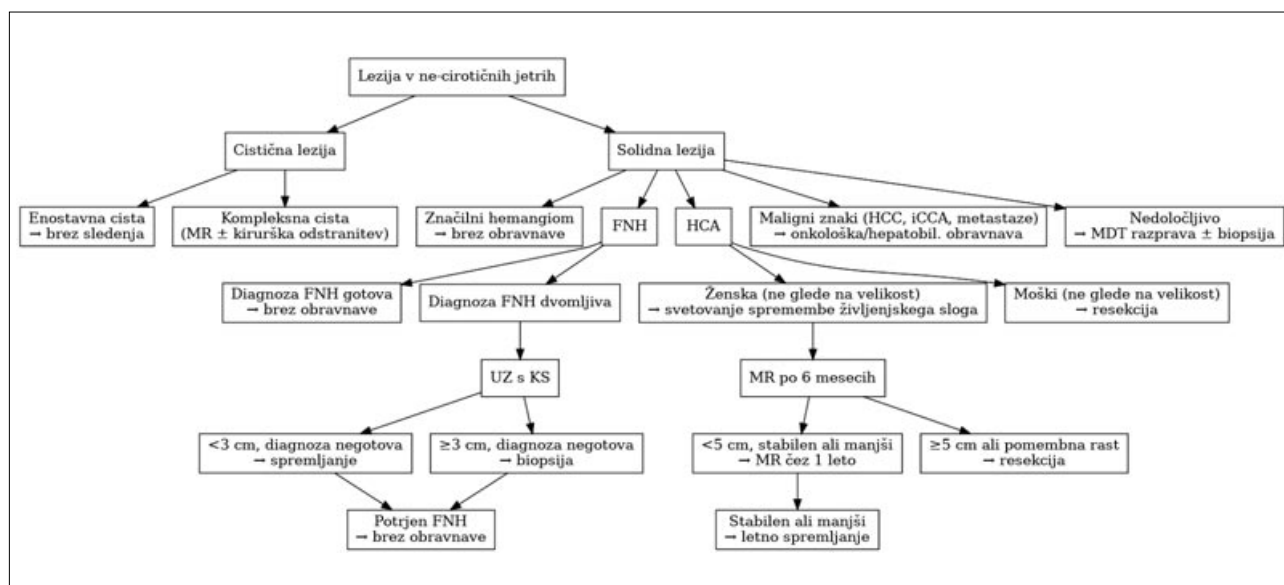 Lezija v ne-cirotičnih jetrih
Cistična lezija
Solidna lezija
Enostavna cista
→ brez sledenja
Kompleksna cista
(MR ± kirurška odstranitev)
Značilni hemangiom
→ brez obravnave
FNH
HCA
Maligni znaki (HCC, iCCA, metastaze)
→ onkološka/hepatobil. obravnava
Nedoločljivo
→ MDT razprava ± biopsija
Diagnoza FNH gotova
→ brez obravnave
Diagnoza FNH dvomljiva
Ženska (ne glede na velikost)
→ svetovanje spremembe življenjskega sloga
Moški (ne glede na velikost)
→ resekcija
UZ s KS
MR po 6 mesecih
<3 cm, diagnoza negotova
→ spremljanje
≥3 cm, diagnoza negotova
→ biopsija
<5 cm, stabilen ali manjši
→ MR čez 1 leto
≥5 cm ali pomembna rast
→ resekcija
Potrjen FNH
→ brez obravnave
Stabilen ali manjši
→ letno spremljanje